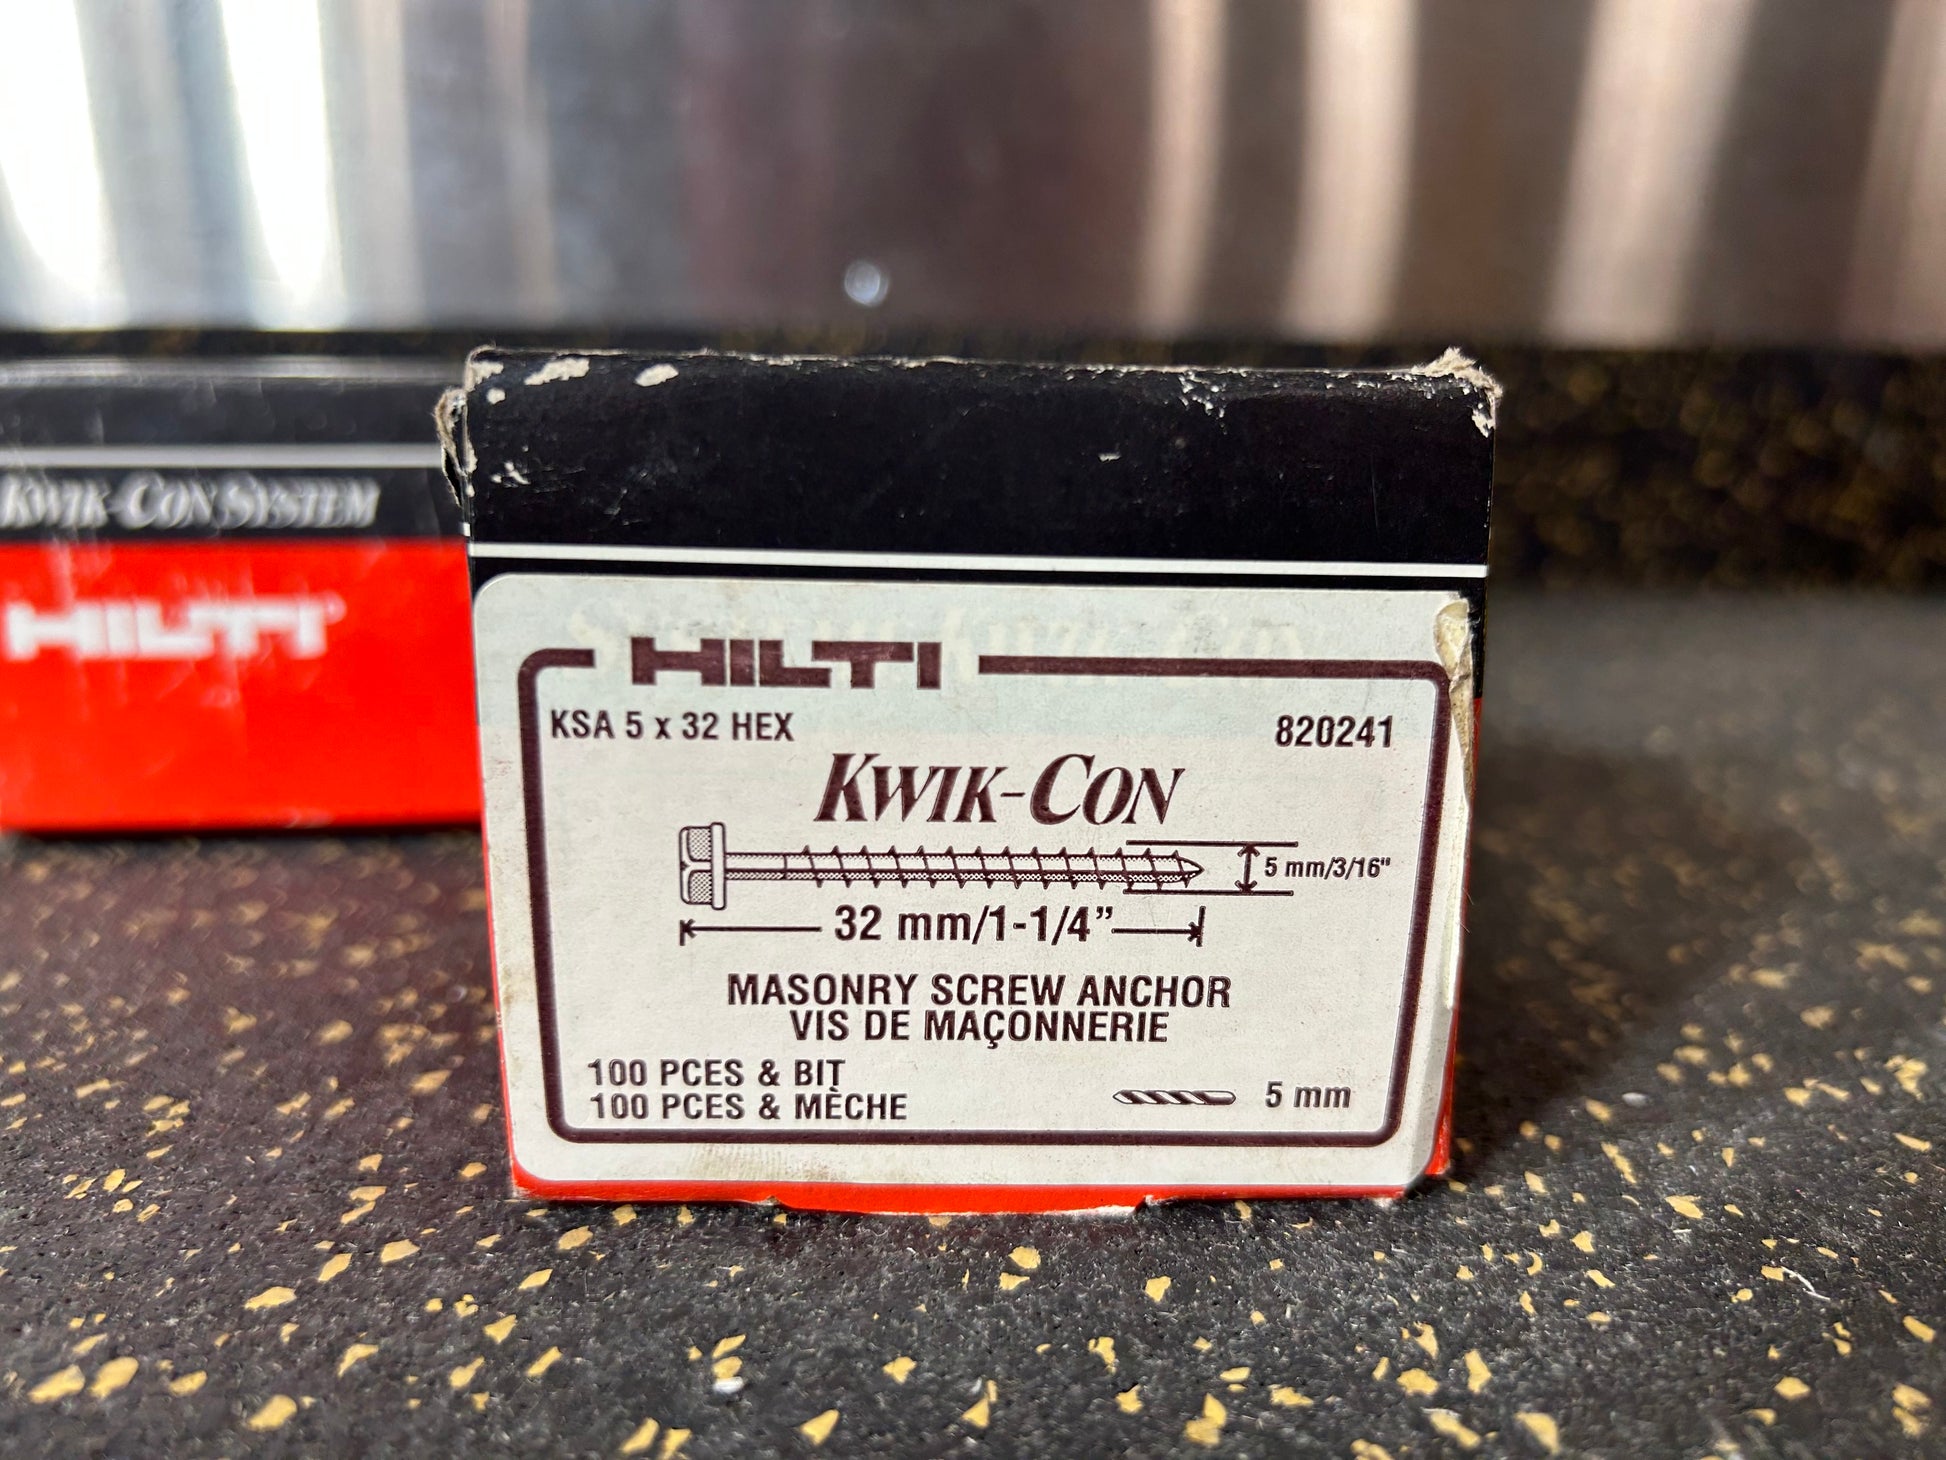 KWIK-CON SYSTEM
HILTI
HILTI
KSA 5 x 32 HEX
820241
KWIK-CON
5 mm/3/16"
32 mm/1-1/4”
MASONRY SCREW ANCHOR
VIS DE MAÇONNERIE
100 PCES & BIT
100 PCES & MÈCHE
5 mm